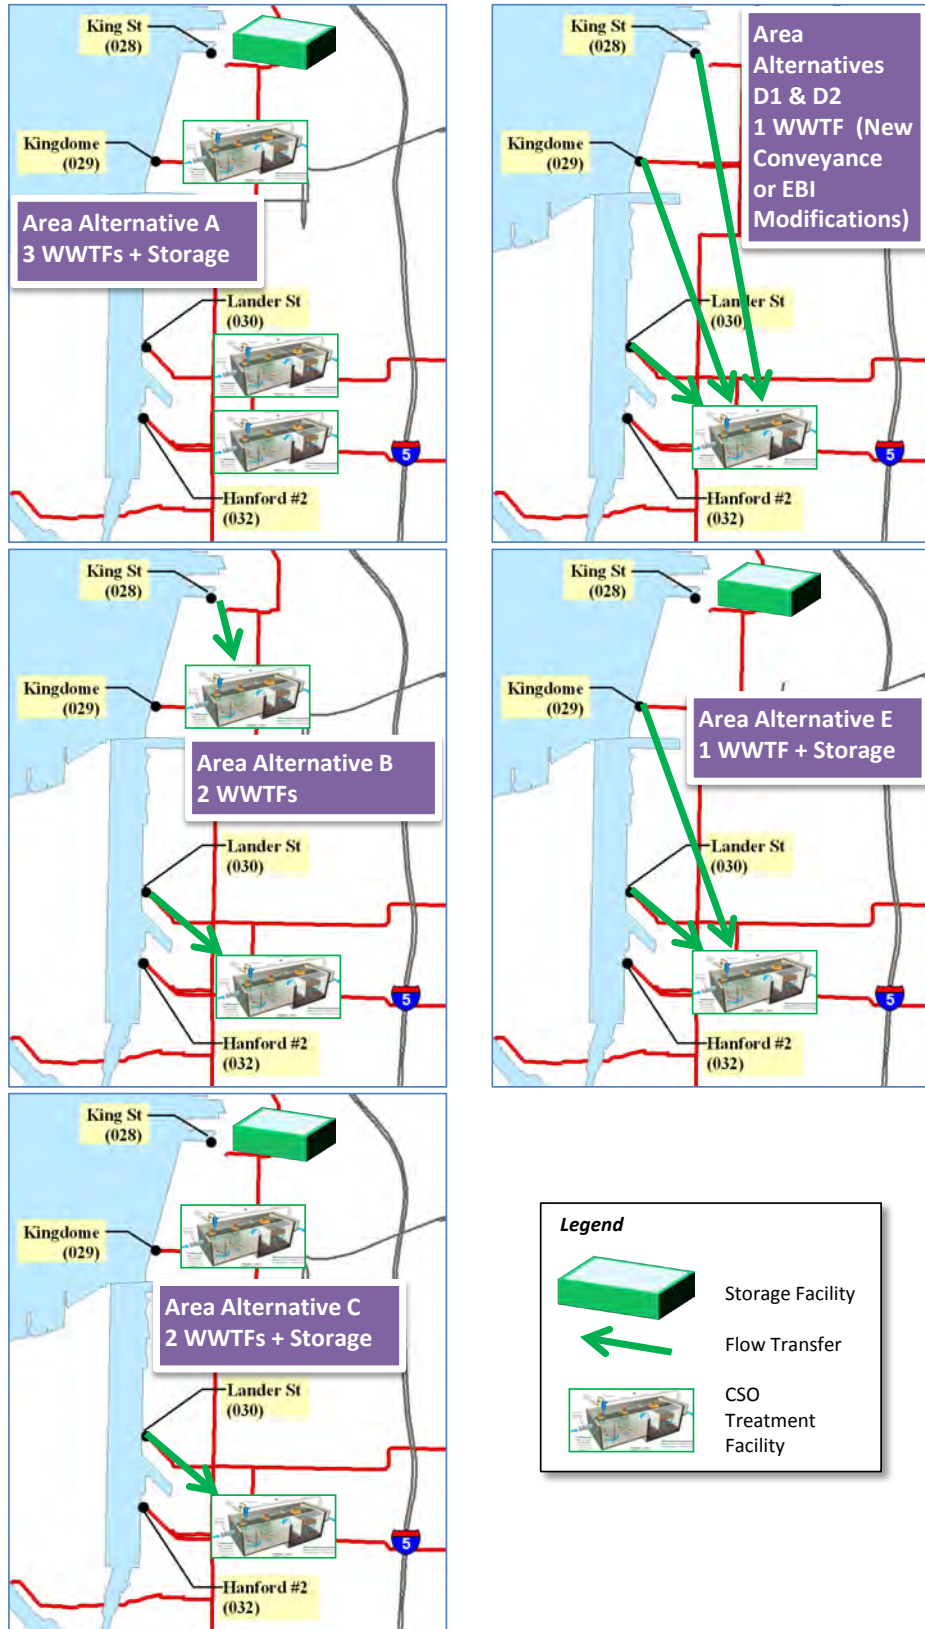 King St
(028)
Kingdome
(029)
Area Alternative A
3 WWTFs + Storage
Lander St
(030)
5
Hanford #2
(032)
King St
(028)
Area
Alternatives
D1 & D2
1 WWTF (New
Conveyance
or EBI
Modifications)
Kingdome
(029)
Lander St
(030)
5
Hanford #2
(032)
King St
(028)
Kingdome
(029)
Area Alternative B
2 WWTFs
Lander St
(030)
5
Hanford #2
(032)
King St
(028)
Kingdome
(029)
Area Alternative E
1 WWTF + Storage
Lander St
(030)
5
Hanford #2
(032)
King St
(028)
Kingdome
(029)
Area Alternative C
2 WWTFs + Storage
Lander St
(030)
5
Hanford #2
(032)
Legend
Storage Facility
Flow Transfer
CSO
Treatment
Facility